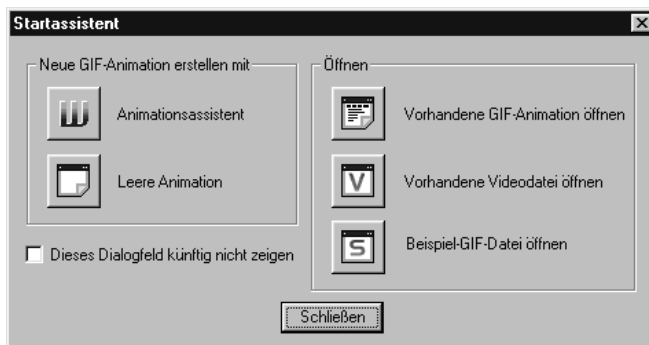 Startassistent
Neue GIF-Animation erstellen mit
Animationsassistent
Leere Animation
Dieses Dialogfeld künftig nicht zeigen
Öffnen
Vorhandene GIF-Animation öffnen
V
Vorhandene Videodatei öffnen
S
Beispiel-GIF-Datei öffnen
Schließen